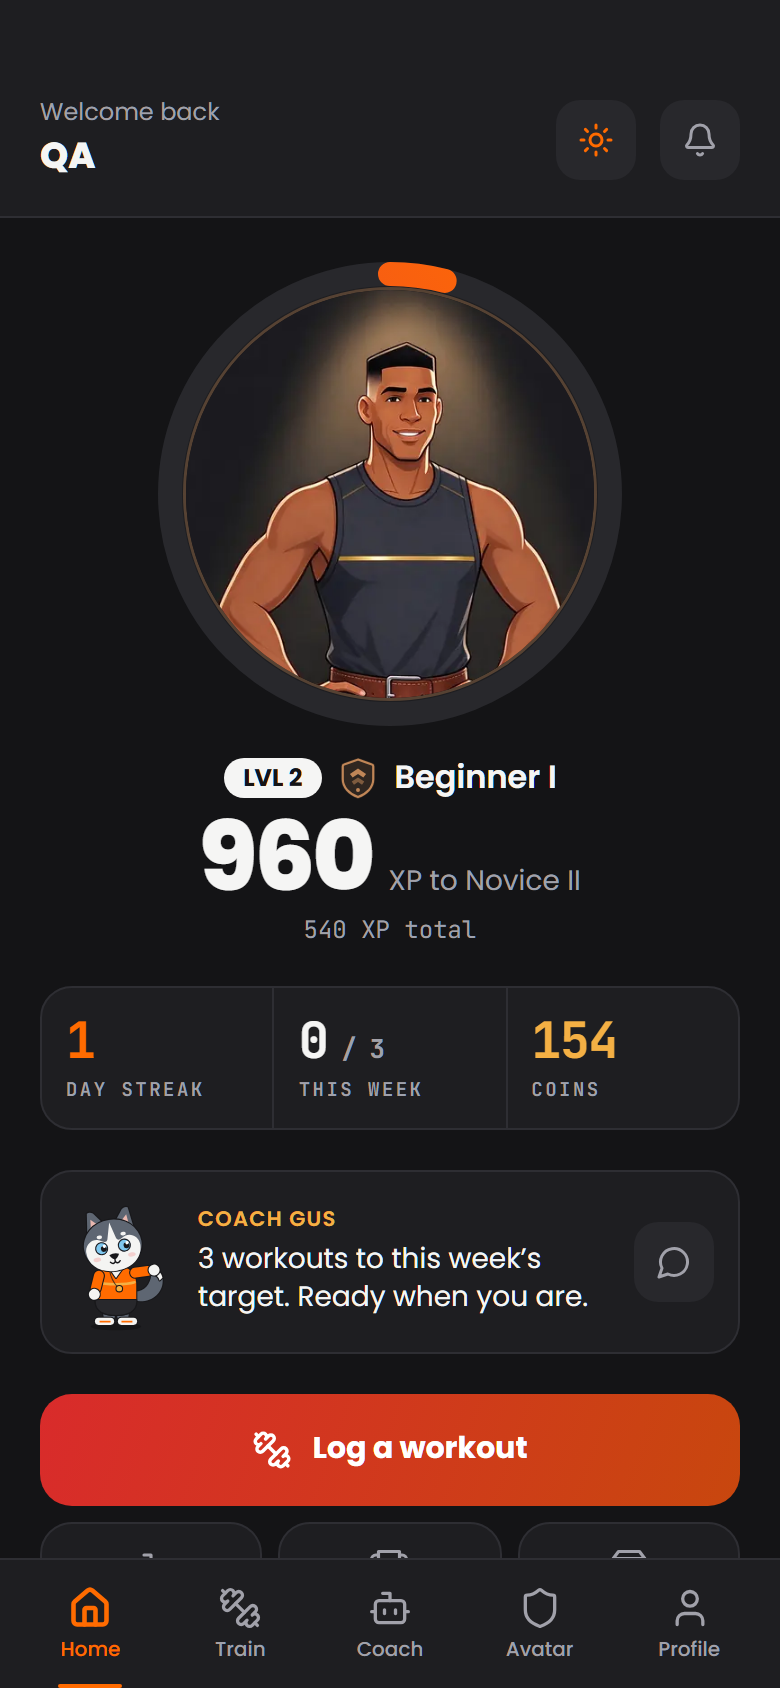 Welcome back
QA
LVL 2 Beginner I
960 XP to Novice II
540 XP total
1
DAY STREAK
0 / 3
THIS WEEK
154
COINS
COACH GUS
3 workouts to this week’s
target. Ready when you are.
Log a workout
Home Train Coach Avatar Profile